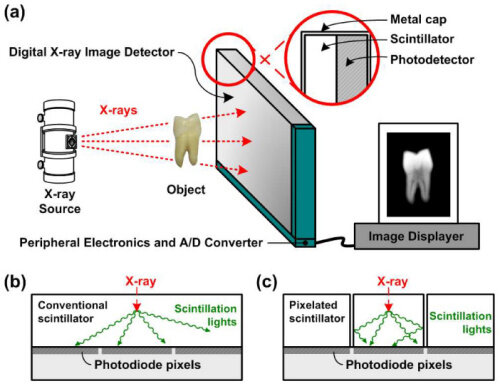 (a)
Metal cap
Scintillator
Photodetector
Digital X-ray Image Detector
X-rays
X-ray
Source
Object
Peripheral Electronics and A/D Converter
Image Displayer
(b)
X-ray
Conventional
scintillator
Scintillation
lights
Photodiode pixels
(c)
X-ray
Pixelated
scintillator
Scintillation
lights
Photodiode pixels